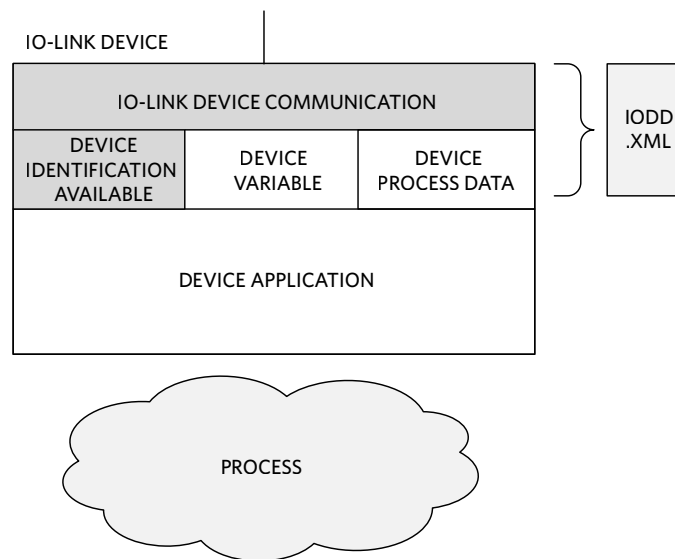 IO-LINK DEVICE
IO-LINK DEVICE COMMUNICATION
DEVICE
IDENTIFICATION
AVAILABLE
DEVICE
VARIABLE
DEVICE
PROCESS DATA
IODD
.XML
DEVICE APPLICATION
PROCESS